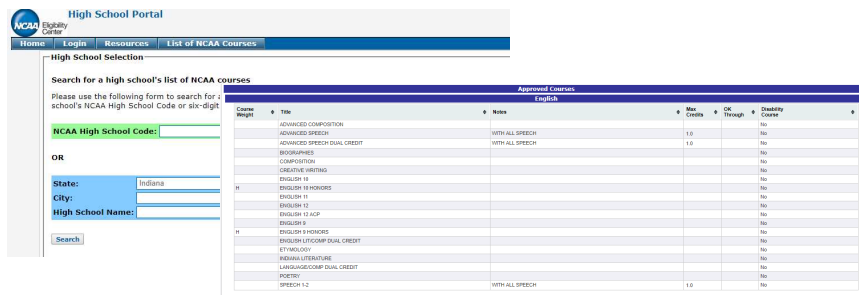 High School Portal
NCAA
Eligibility
Center
Home Login Resources List of NCAA Courses
High School Selection
Search for a high school's list of NCAA courses
Please use the following form to search for
school's NCAA High School Code or six-digit
NCAA High School Code:
OR
State: Indiana
City:
High School Name:
Search
Approved Courses
English
Course Weight Title Notes Max Credits OK Through Disability Course
ADVANCED COMPOSITION No
ADVANCED SPEECH WITH ALL SPEECH 1.0 No
ADVANCED SPEECH DUAL CREDIT WITH ALL SPEECH 1.0 No
BIOGRAPHIES No
COMPOSITION No
CREATIVE WRITING No
ENGLISH 10 No
H ENGLISH 10 HONORS No
ENGLISH 11 No
ENGLISH 12 No
ENGLISH 12 ACP No
ENGLISH 9 No
H ENGLISH 9 HONORS No
ENGLISH LIT/COMP DUAL CREDIT No
ETYMOLOGY No
INDIANA LITERATURE No
LANGUAGE/COMP DUAL CREDIT No
POETRY No
SPEECH 1-2 WITH ALL SPEECH 1.0 No